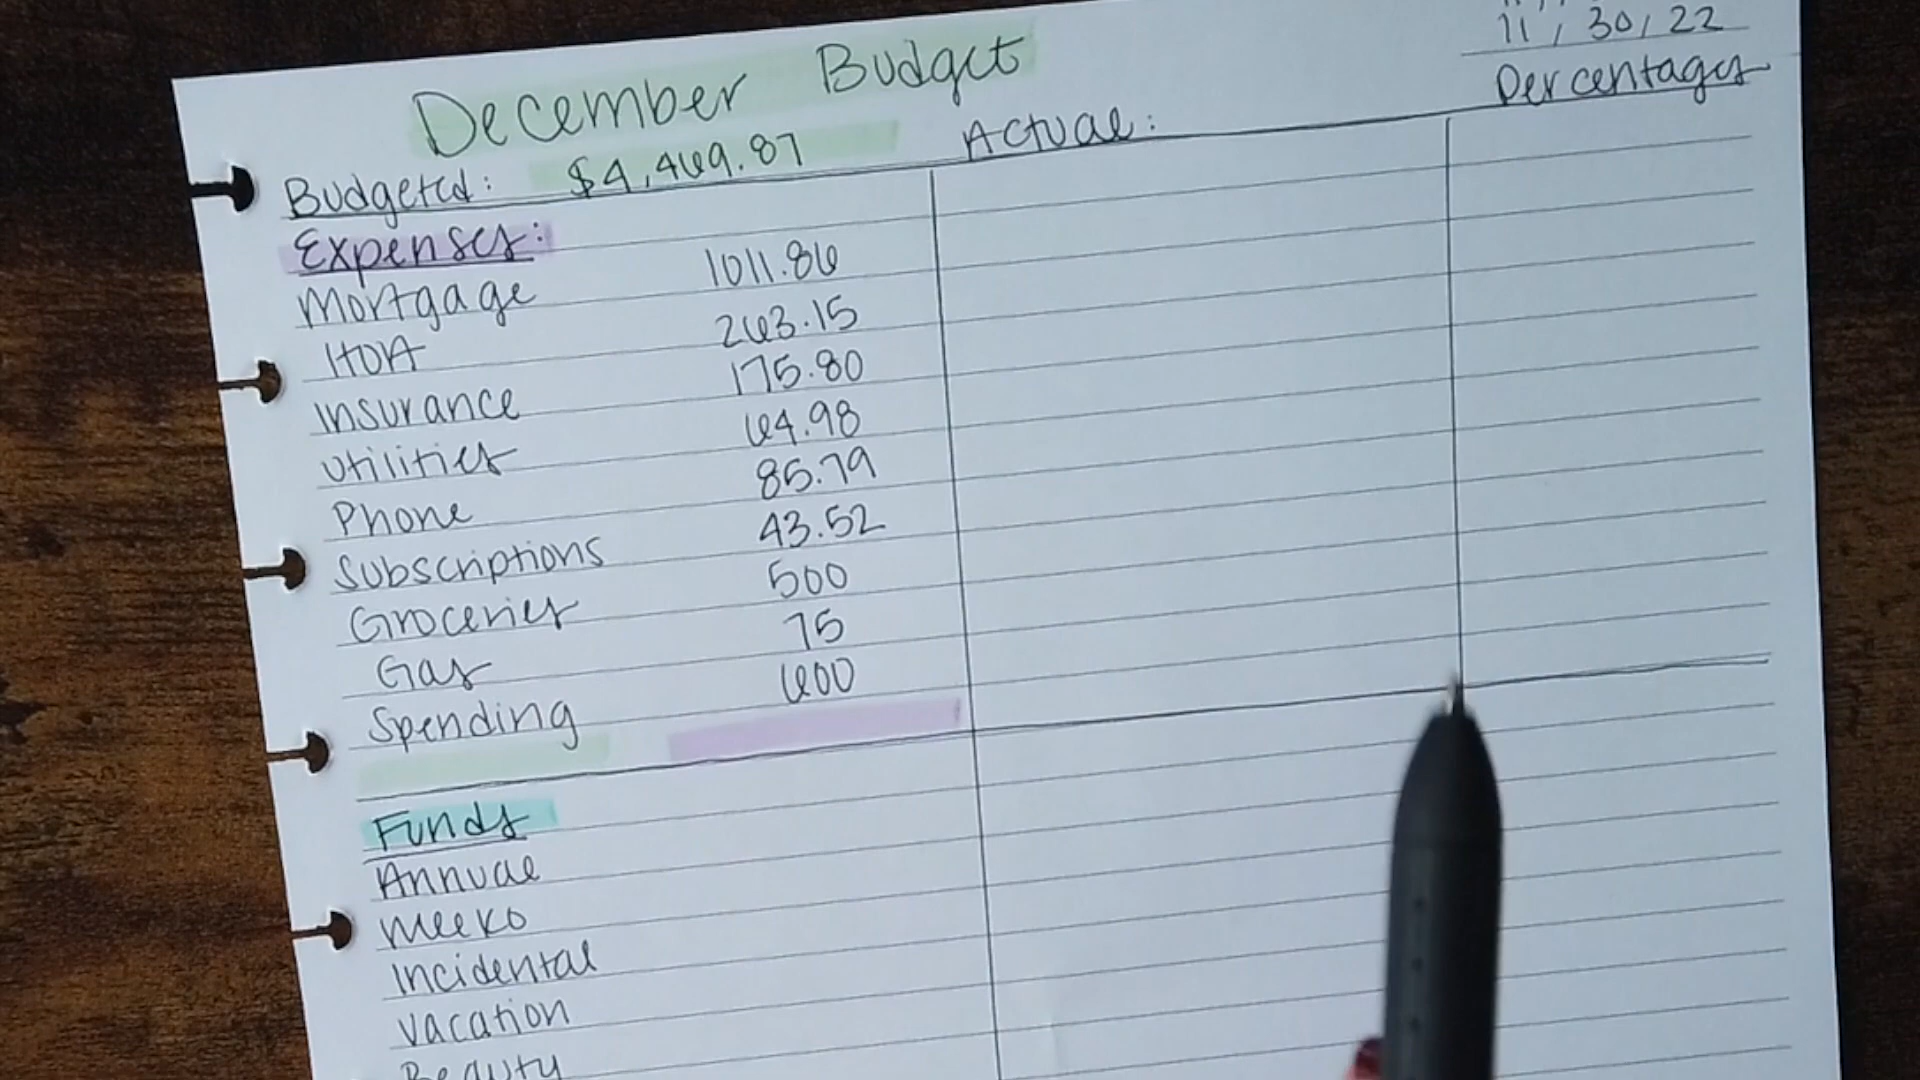 11/30/22
December Budget
Percentages
Budgeted: $4,469.87 Actual:
Expenses:
Mortgage 1011.86
HOA 263.15
Insurance 175.80
Utilities 64.98
Phone 85.79
Subscriptions 43.52
Groceries 500
Gas 75
Spending 600
Funds
Annual
Meeko
Incidental
Vacation
Beauty